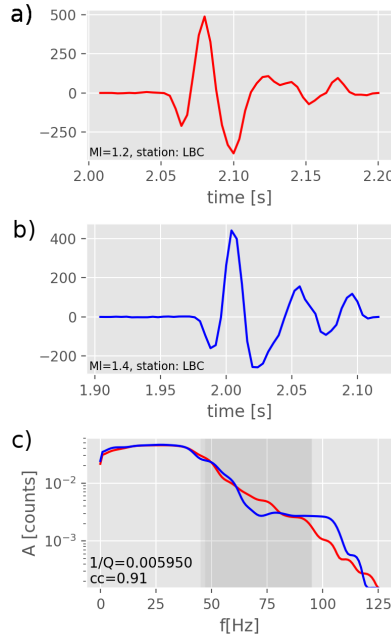 a)
500
250
0
−250
Ml=1.2, station: LBC
2.00 2.05 2.10 2.15 2.20
time [s]
b)
400
200
0
−200
Ml=1.4, station: LBC
1.90 1.95 2.00 2.05 2.10
time [s]
c)
A [counts]
10⁻²
10⁻³
1/Q=0.005950
cc=0.91
0 25 50 75 100 125
f[Hz]